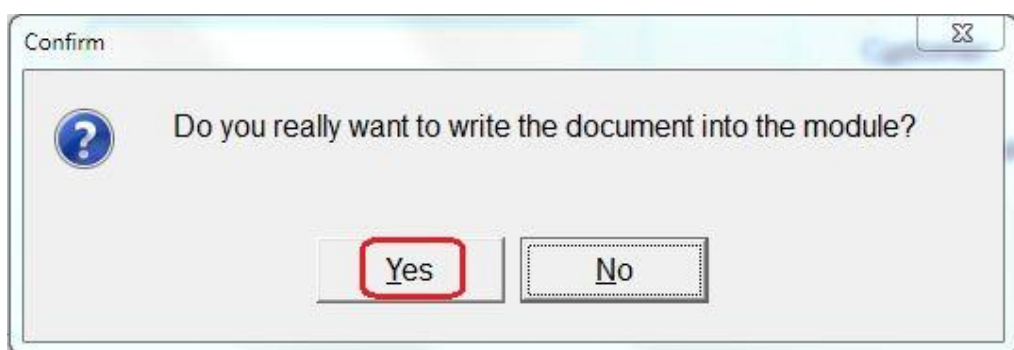 Confirm
Do you really want to write the document into the module?
Yes
No